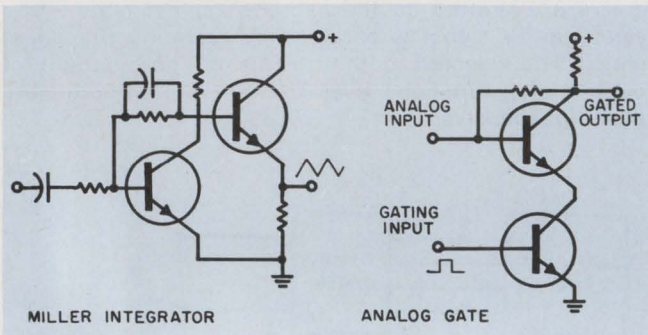 +
+
ANALOG
INPUT
GATED
OUTPUT
GATING
INPUT
MILLER INTEGRATOR
ANALOG GATE